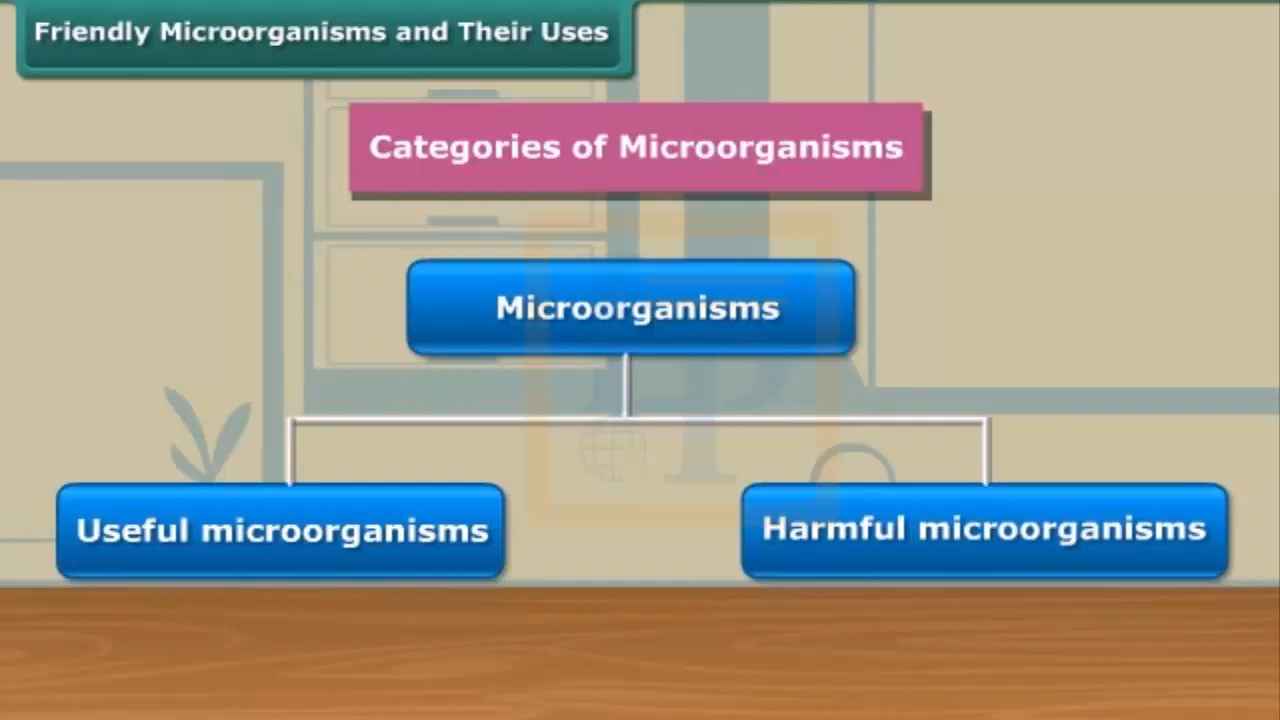 Friendly Microorganisms and Their Uses
Categories of Microorganisms
Microorganisms
Useful microorganisms
Harmful microorganisms